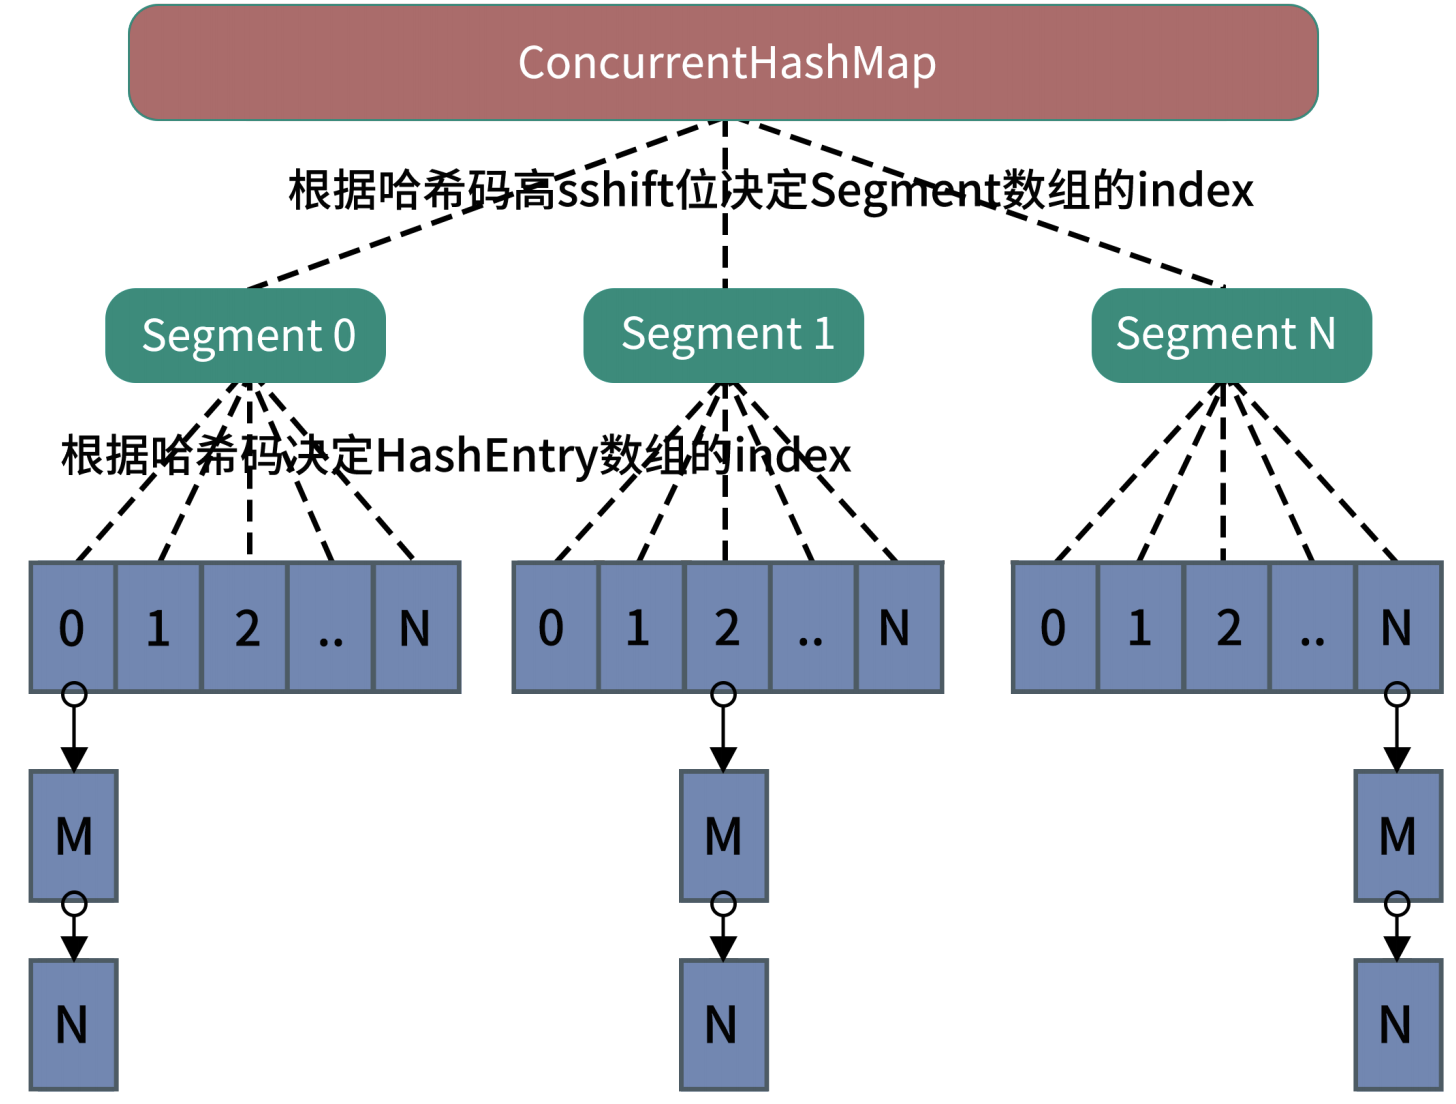 ConcurrentHashMap
根据哈希码高sshift位决定Segment数组的index
Segment 0 Segment 1 Segment N
根据哈希码决定HashEntry数组的index
0 1 2 .. N 0 1 2 .. N 0 1 2 .. N
M M M
N N N